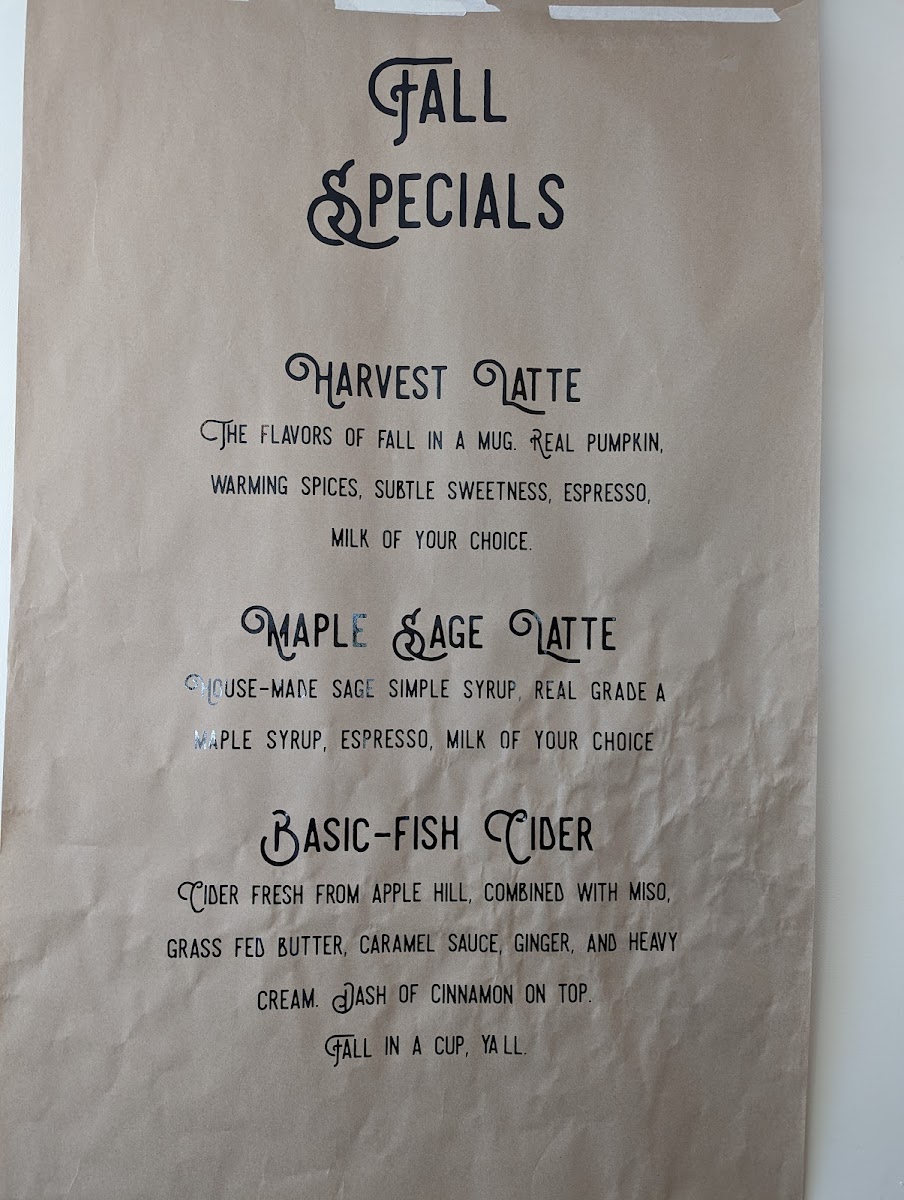 Fall
Specials
Harvest Latte
The flavors of fall in a mug. Real pumpkin,
warming spices, subtle sweetness, espresso,
milk of your choice.
Maple Sage Latte
House-made sage simple syrup, real grade A
maple syrup, espresso, milk of your choice
Basic-fish Cider
Cider fresh from apple hill, combined with miso,
grass fed butter, caramel sauce, ginger, and heavy
cream. Dash of cinnamon on top.
Fall in a cup, ya ll.